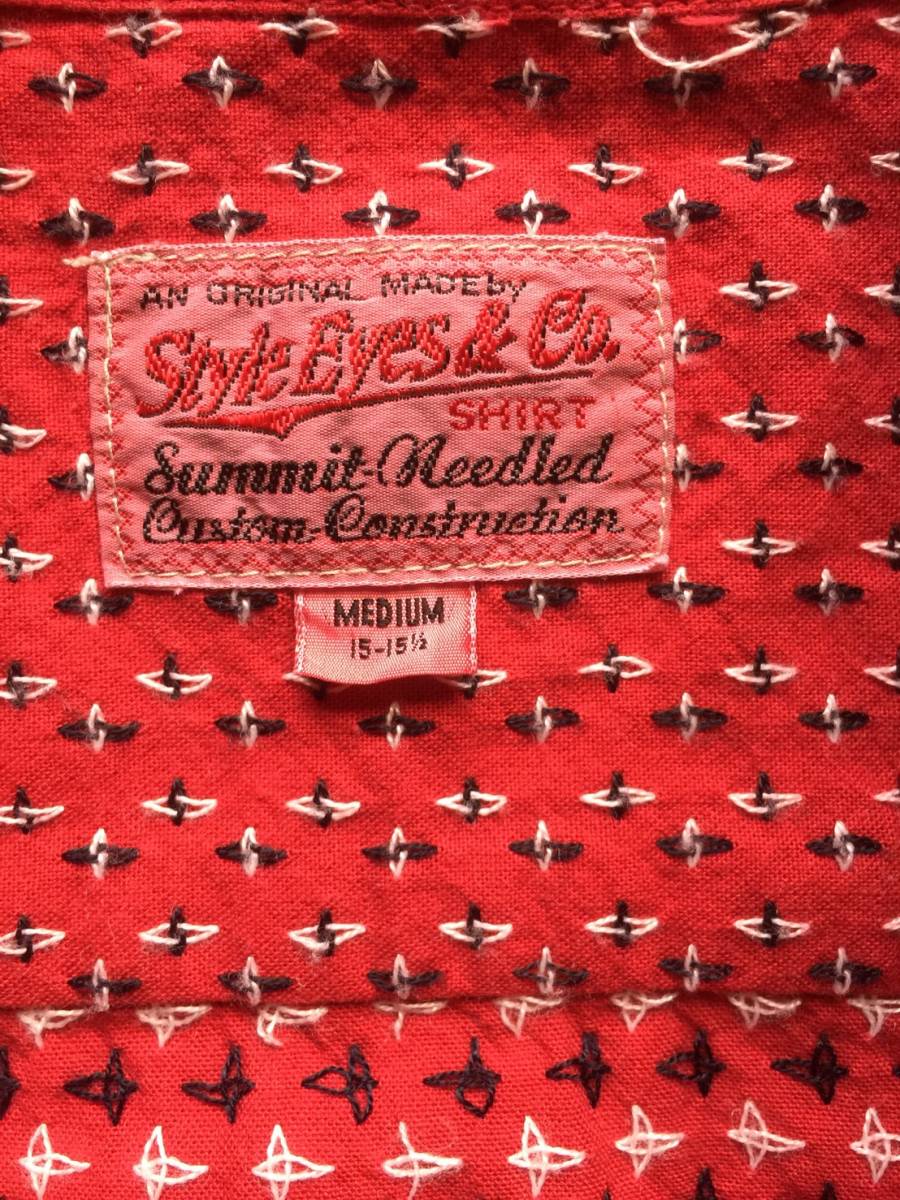 AN ORIGINAL MADE by
Style Eyes & Co.
SHIRT
Summit-Needled
Custom-Construction
MEDIUM
15-15½